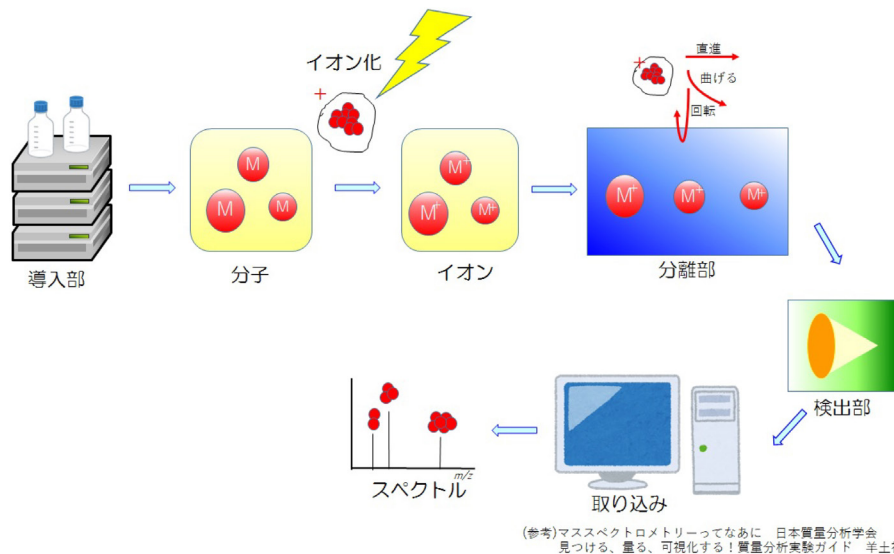 イオン化
+
直進
+
曲げる
回転
M
M
M
M+
M+
M+
M+
M+
M+
導入部
分子
イオン
分離部
検出部
取り込み
m/z
スペクトル
(参考)マススペクトロメトリーってなあに 日本質量分析学会
見つける、量る、可視化する！質量分析実験ガイド 羊土